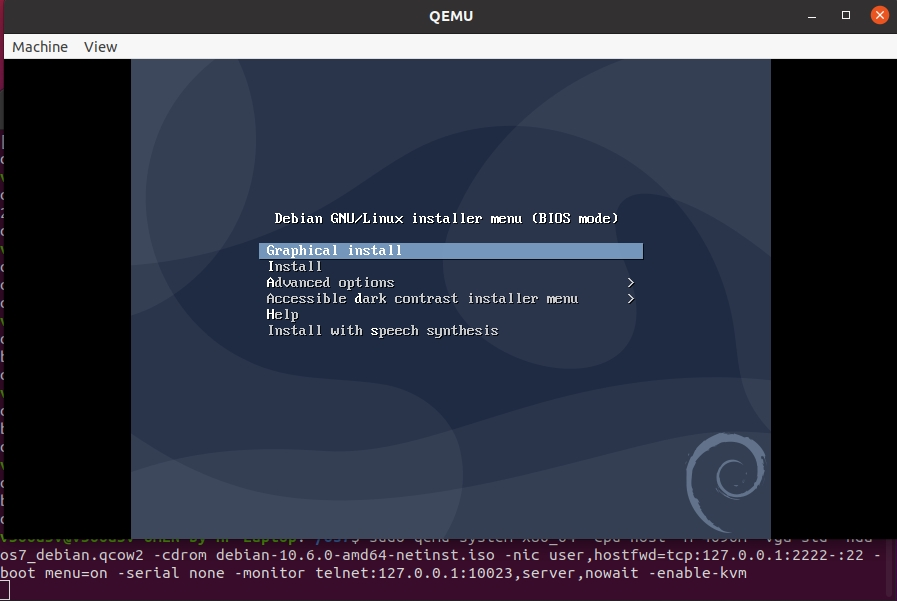 QEMU
Machine View
Debian GNU/Linux installer menu (BIOS mode)
Graphical install
Install
Advanced options >
Accessible dark contrast installer menu >
Help
Install with speech synthesis
os7_debian.qcow2 -cdrom debian-10.6.0-amd64-netinst.iso -nic user,hostfwd=tcp:127.0.0.1:2222-:22 -
boot menu=on -serial none -monitor telnet:127.0.0.1:10023,server,nowait -enable-kvm